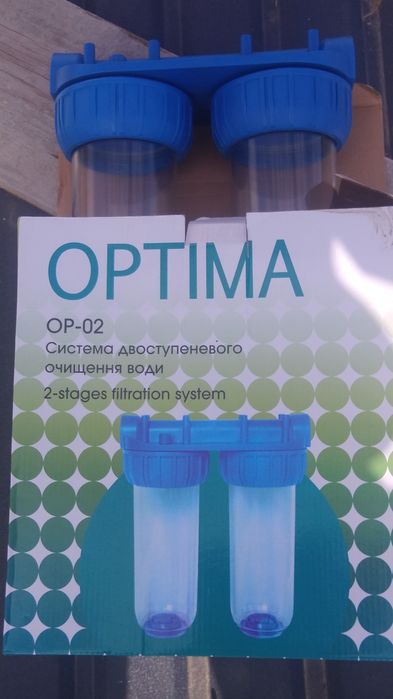 OPTIMA
OP-02
Система двоступеневого
очищення води
2-stages filtration system